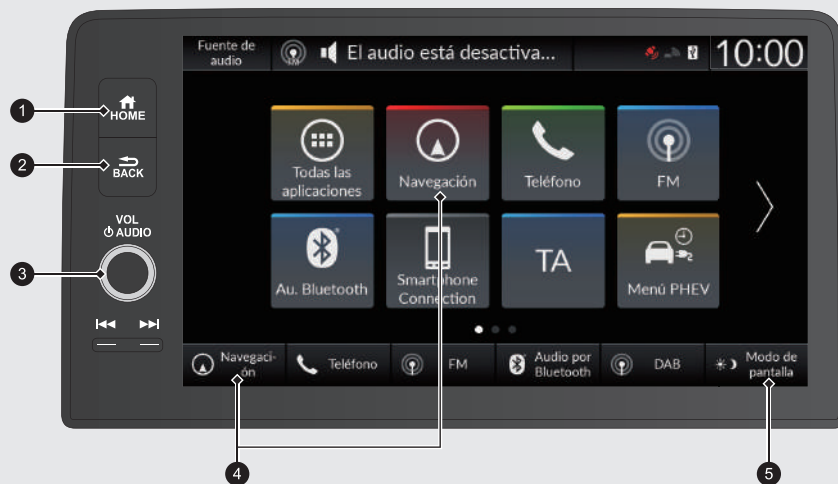 Fuente de
audio
FM
El audio está desactiva...
10:00
1
HOME
2
BACK
VOL
AUDIO
3
Todas las
aplicaciones
Navegación
Teléfono
FM
Au. Bluetooth
Smartphone
Connection
TA
Menú PHEV
Navegaci-
ón
Teléfono
FM
Audio por
Bluetooth
DAB
Modo de
pantalla
4
5